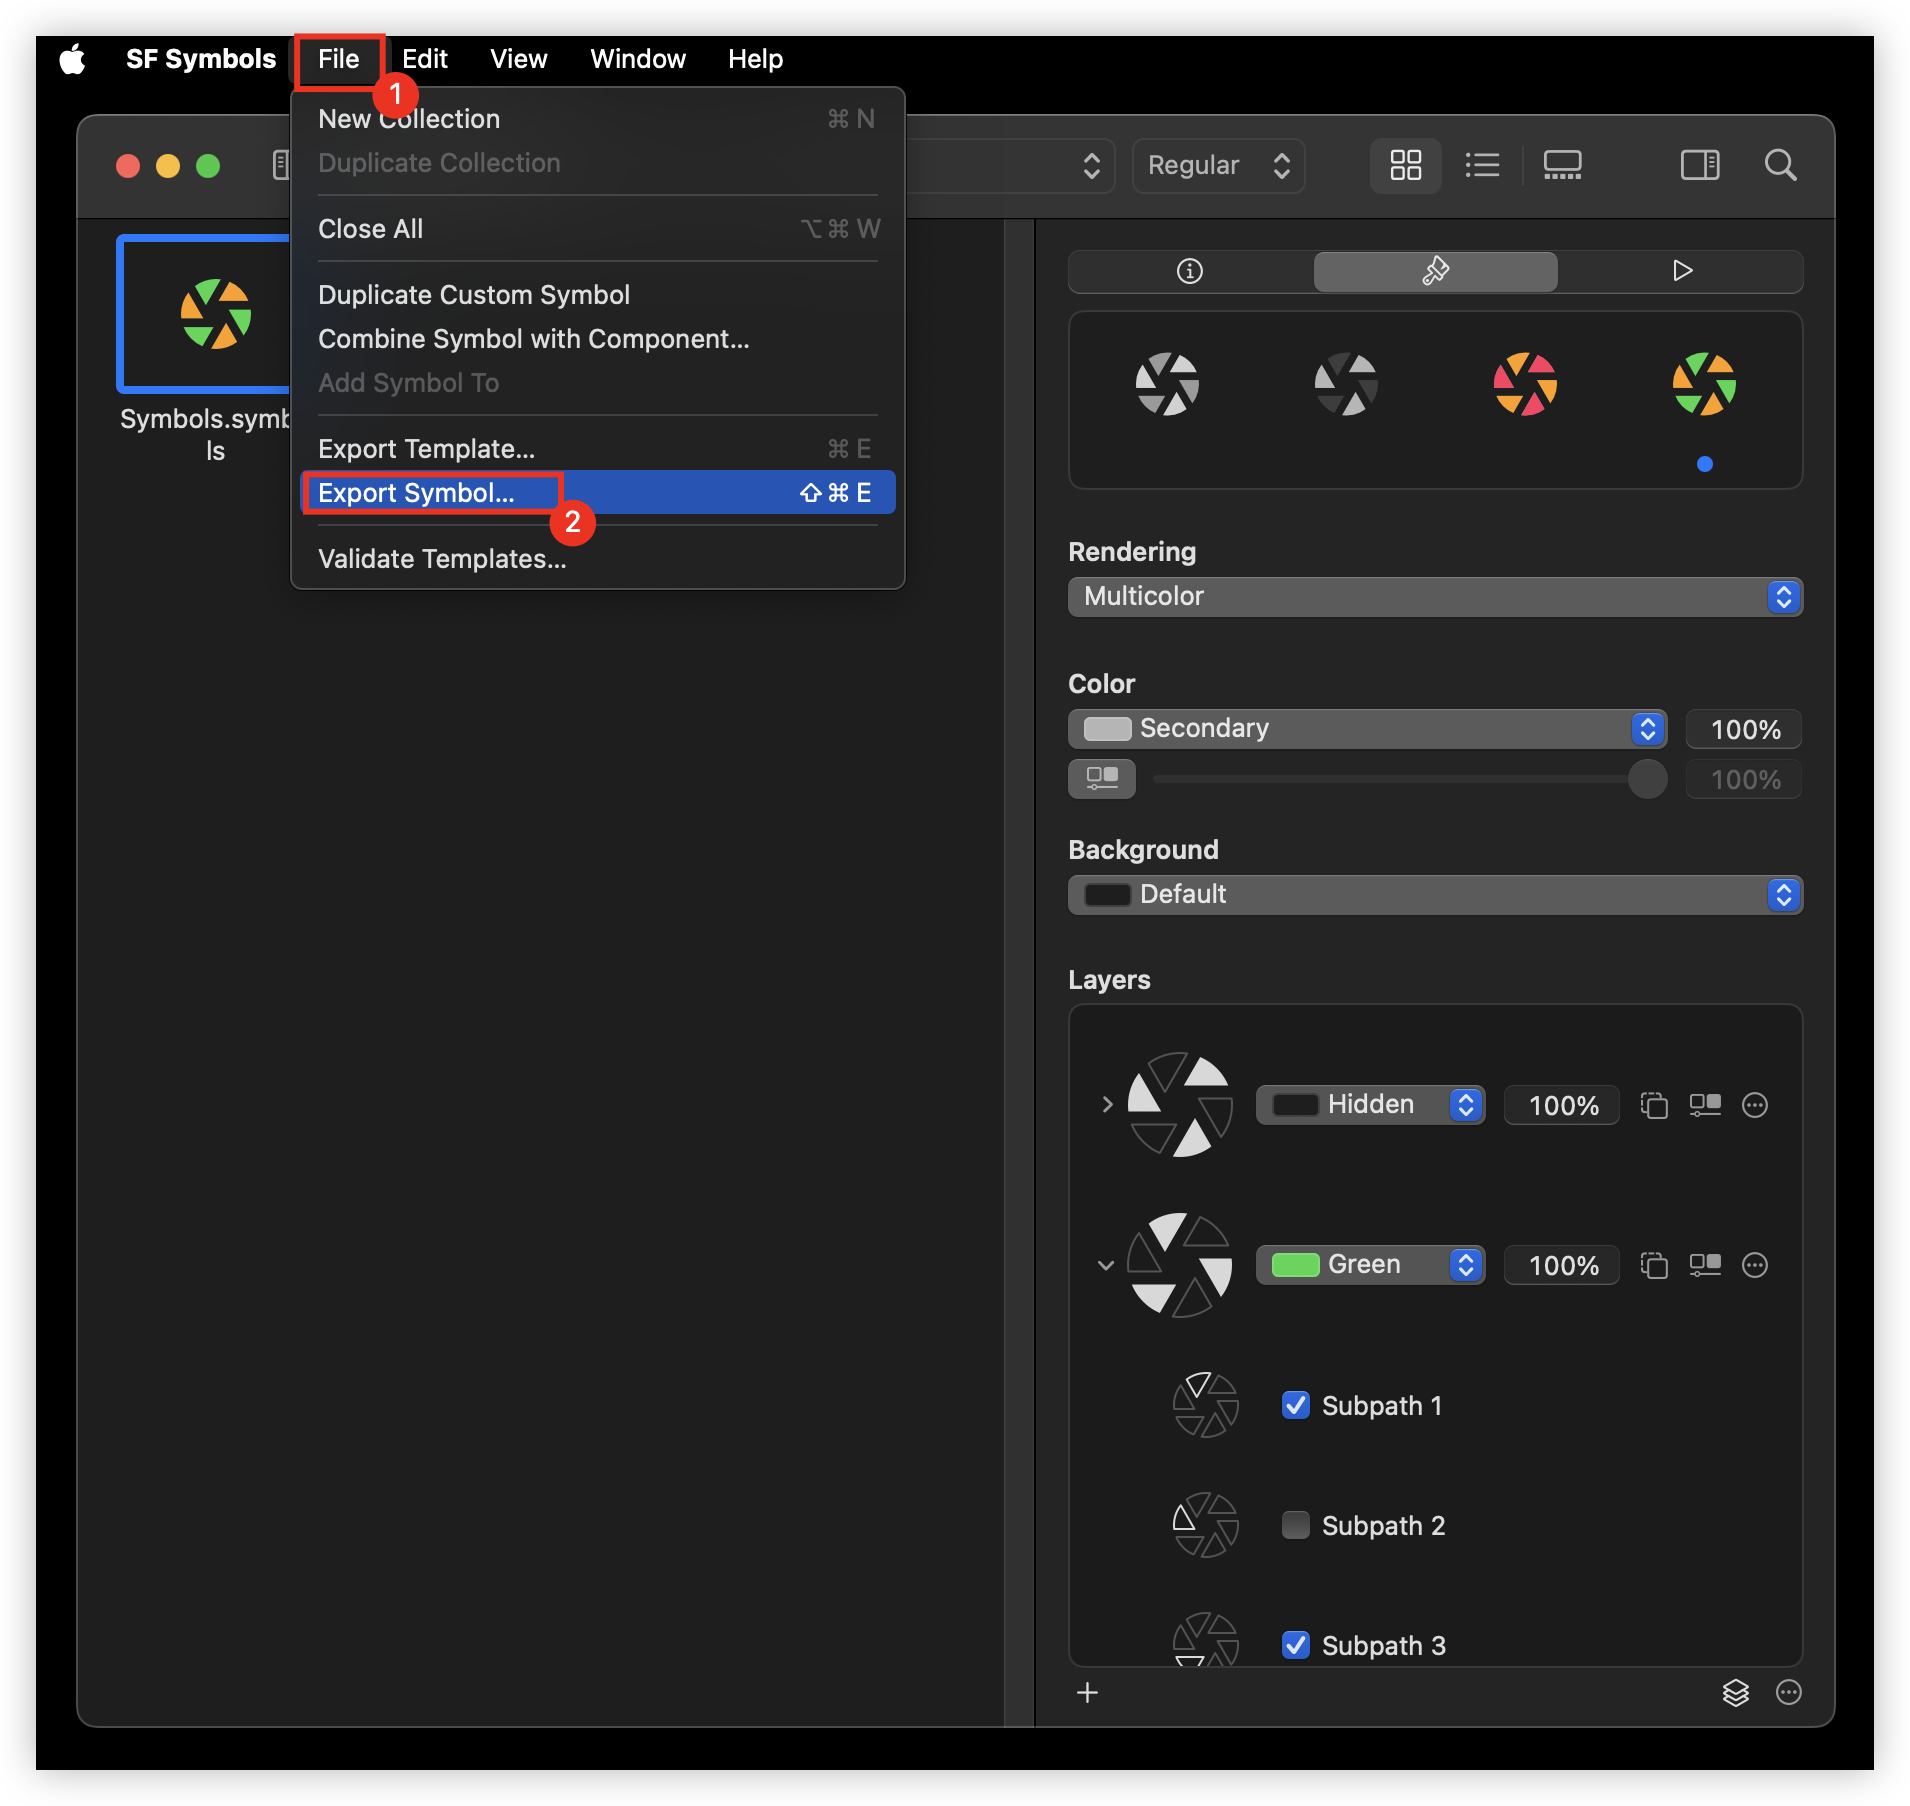 SF Symbols File Edit View Window Help
1
New Collection ⌘ N
Duplicate Collection
Regular
Close All ⌥ ⌘ W
Duplicate Custom Symbol
Combine Symbol with Component...
Add Symbol To
Symbols.symb
ls
Export Template... ⌘ E
Export Symbol... ⇧ ⌘ E
2
Validate Templates...
Rendering
Multicolor
Color
Secondary 100%
100%
Background
Default
Layers
Hidden 100%
Green 100%
Subpath 1
Subpath 2
Subpath 3